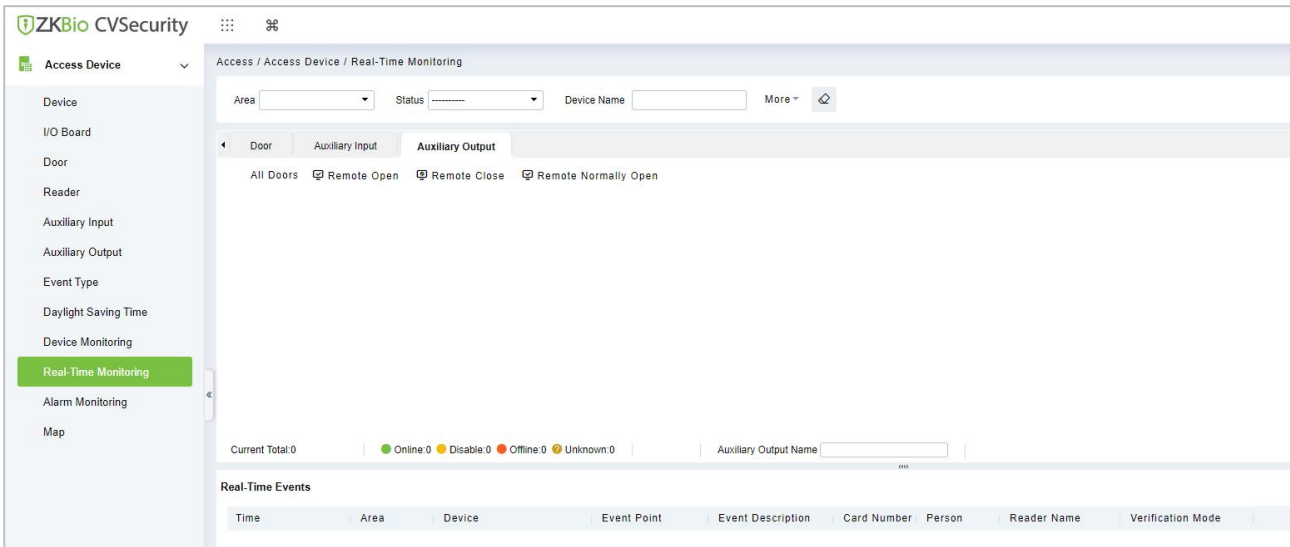 ZKBio CVSecurity
Access Device
Device
I/O Board
Door
Reader
Auxiliary Input
Auxiliary Output
Event Type
Daylight Saving Time
Device Monitoring
Real-Time Monitoring
Alarm Monitoring
Map
Access / Access Device / Real-Time Monitoring
Area Status ---------- Device Name More
Door Auxiliary Input Auxiliary Output
All Doors Remote Open Remote Close Remote Normally Open
Current Total:0 Online:0 Disable:0 Offline:0 Unknown:0 Auxiliary Output Name
Real-Time Events
Time Area Device Event Point Event Description Card Number Person Reader Name Verification Mode